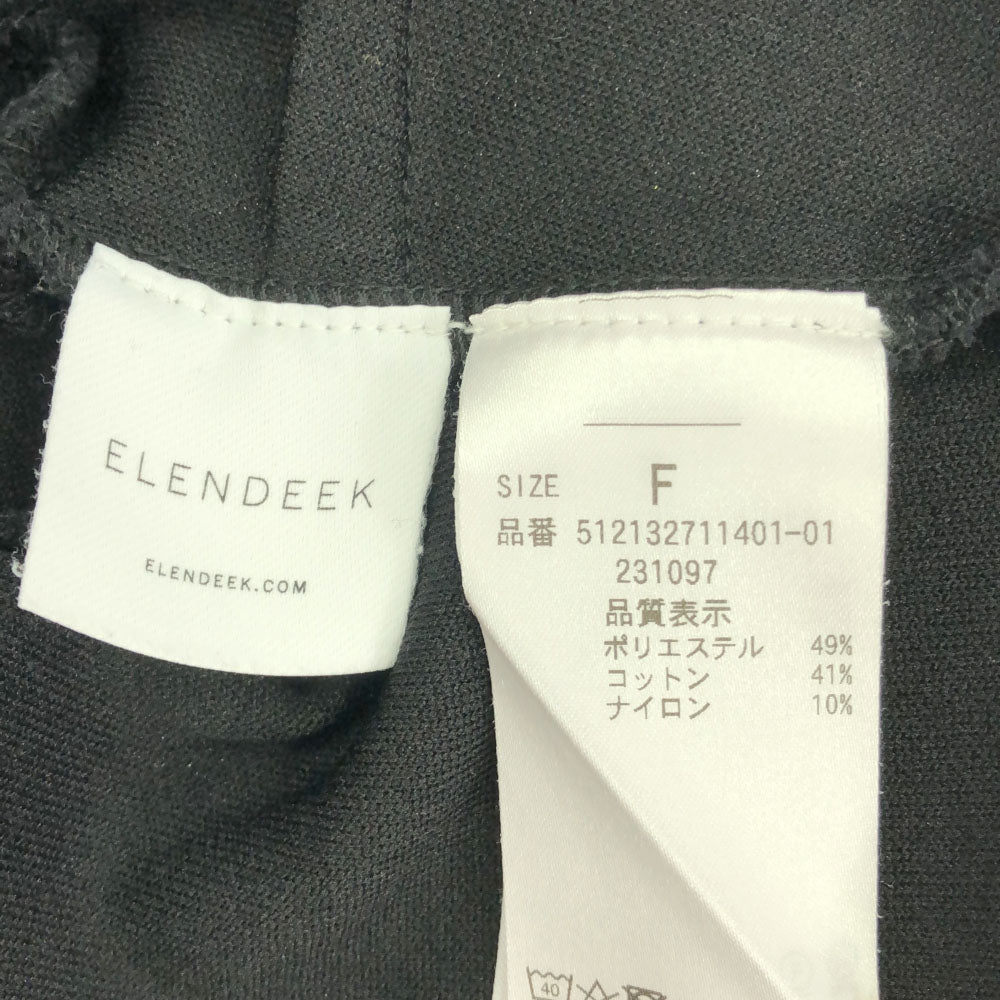 ELENDEEK
ELENDEEK.COM
SIZE F
品番 512132711401-01
231097
品質表示
ポリエステル 49%
コットン 41%
ナイロン 10%
40